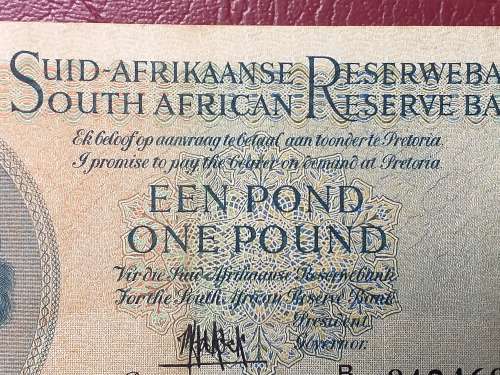 SUID-AFRIKAANSE RESERWEBA
SOUTH AFRICAN RESERVE BA
Ek beloof op aanvraag te betaal aan toonder te Pretoria
I promise to pay the bearer on demand at Pretoria
EEN POND
ONE POUND
Vir die Suid-Afrikaanse Reserwebank
For the South African Reserve Bank
President
Governor.
B